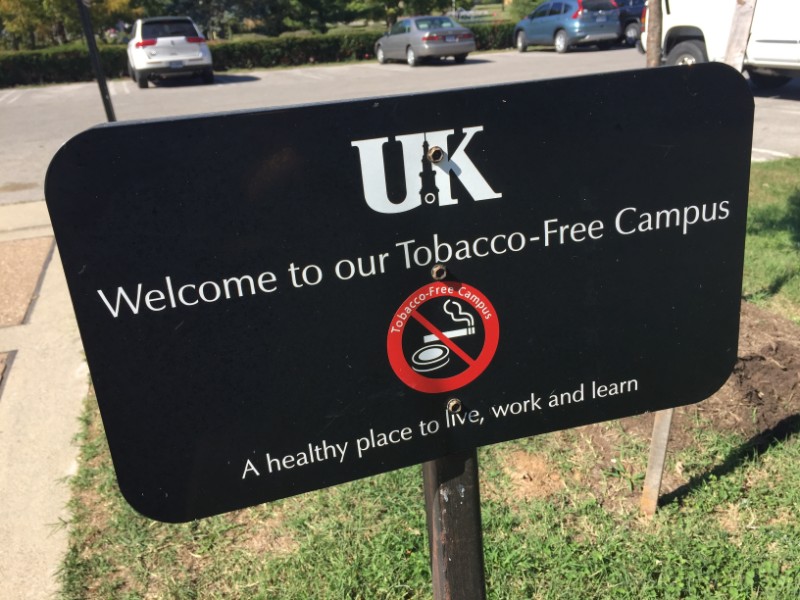 UK
Welcome to our Tobacco-Free Campus
Tobacco-Free Campus
A healthy place to live, work and learn